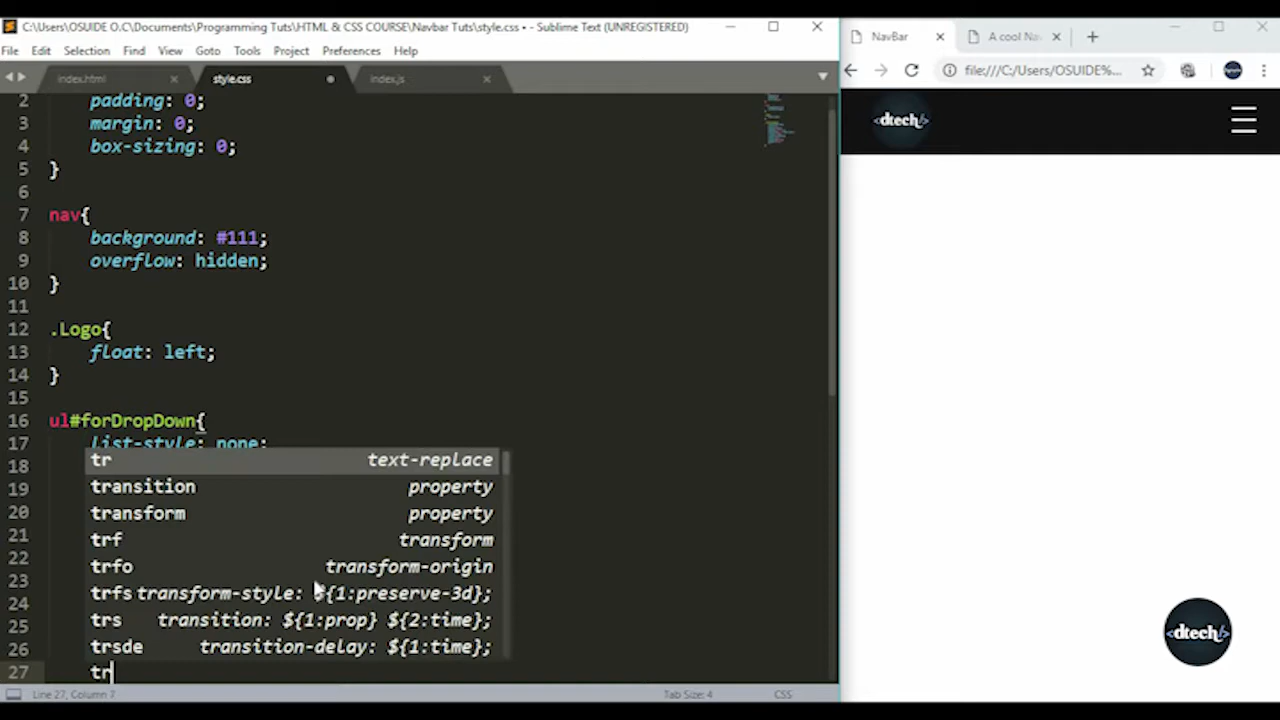 C:\Users\OSUIDE O.C\Documents\Programming Tuts\HTML & CSS COURSE\Navbar Tuts\style.css • - Sublime Text (UNREGISTERED)
File Edit Selection Find View Goto Tools Project Preferences Help
index.html style.css index.js
2 padding: 0;
3 margin: 0;
4 box-sizing: 0;
5 }
6
7 nav{
8 background: #111;
9 overflow: hidden;
10 }
11
12 .Logo{
13 float: left;
14 }
15
16 ul#forDropDown{
17 list-style: none;
18 tr text-replace
19 transition property
20 transform property
21 trf transform
22 trfo transform-origin
23 trfs transform-style: ${1:preserve-3d};
24
25 trs transition: ${1:prop} ${2:time};
26 trsde transition-delay: ${1:time};
27 tr
Line 27, Column 7 Tab Size: 4 CSS
NavBar A cool Nav
file:///C:/Users/OSUIDE%...
<dtech/>
<dtech/>